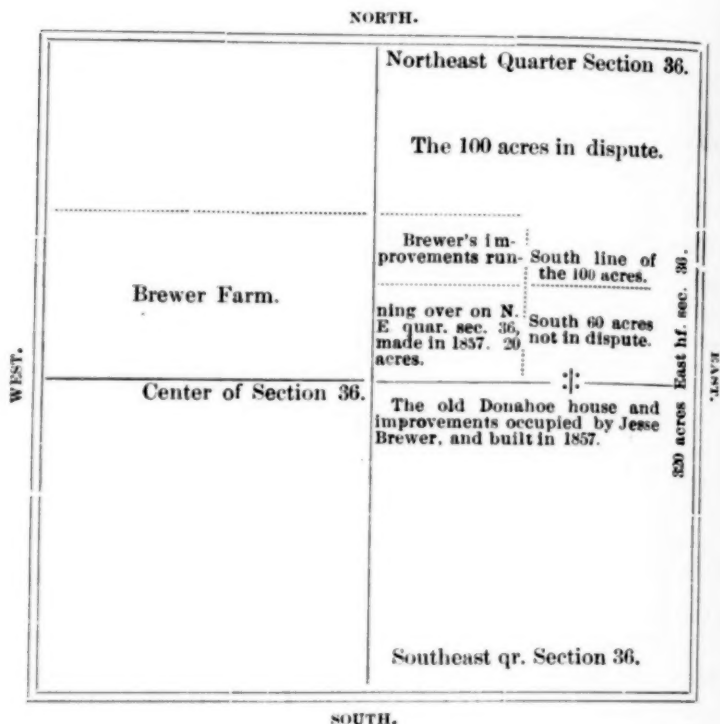 NORTH.
Northeast Quarter Section 36.
The 100 acres in dispute.
Brewer's im-
provements run-
South line of
the 100 acres.
Brewer Farm.
ning over on N.
E quar. sec. 36,
made in 1857. 20
acres.
South 60 acres
not in dispute.
320 acres East hf. sec. 36.
WEST.
EAST.
Center of Section 36.
The old Donahoe house and
improvements occupied by Jesse
Brewer, and built in 1857.
Southeast qr. Section 36.
SOUTH.